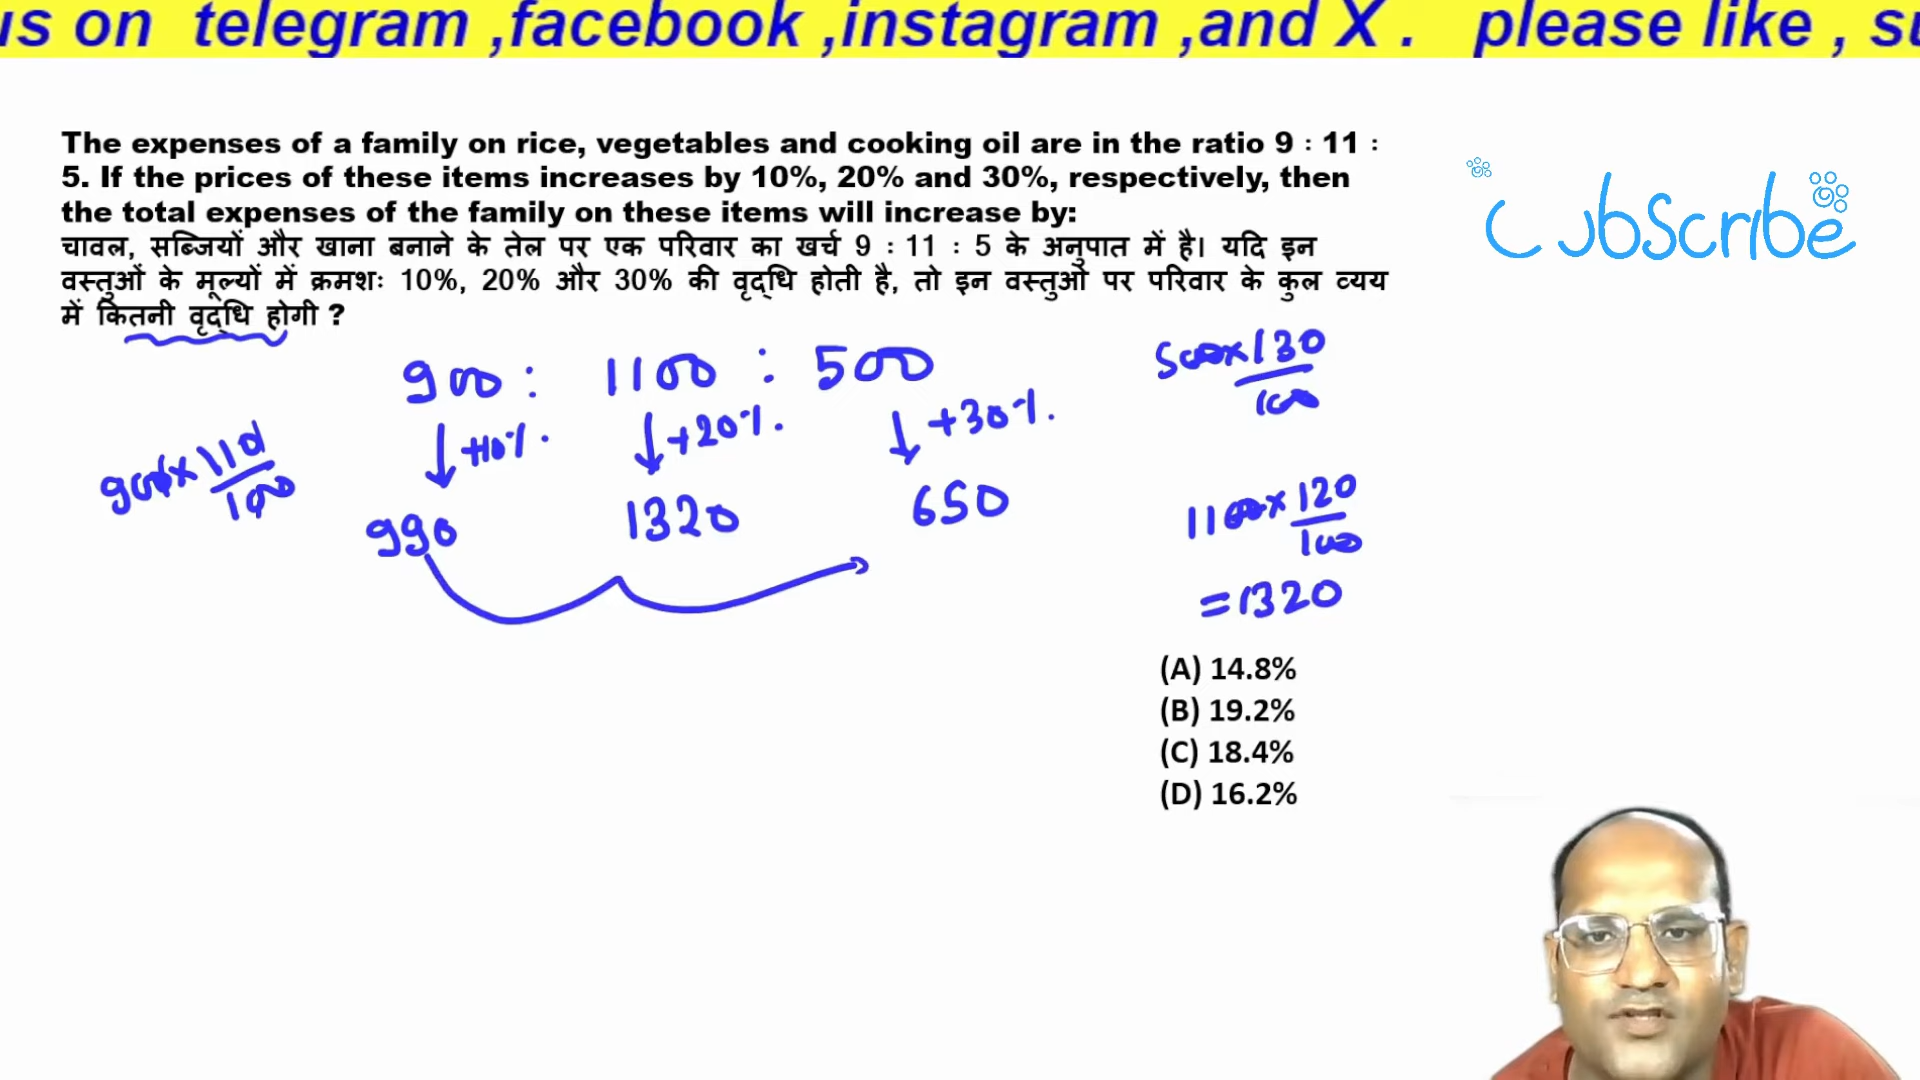 us on telegram ,facebook ,instagram ,and X . please like , su
The expenses of a family on rice, vegetables and cooking oil are in the ratio 9 : 11 :
5. If the prices of these items increases by 10%, 20% and 30%, respectively, then
the total expenses of the family on these items will increase by:
चावल, सब्जियों और खाना बनाने के तेल पर एक परिवार का खर्च 9 : 11 : 5 के अनुपात में है। यदि इन
वस्तुओं के मूल्यों में क्रमशः 10%, 20% और 30% की वृद्धि होती है, तो इन वस्तुओं पर परिवार के कुल व्यय
में कितनी वृद्धि होगी ?
Subscribe
900 : 1100 : 500
+10% +20% +30%
990 1320 650
900 x 110
100
500 x 130
100
1100 x 120
100
= 1320
(A) 14.8%
(B) 19.2%
(C) 18.4%
(D) 16.2%